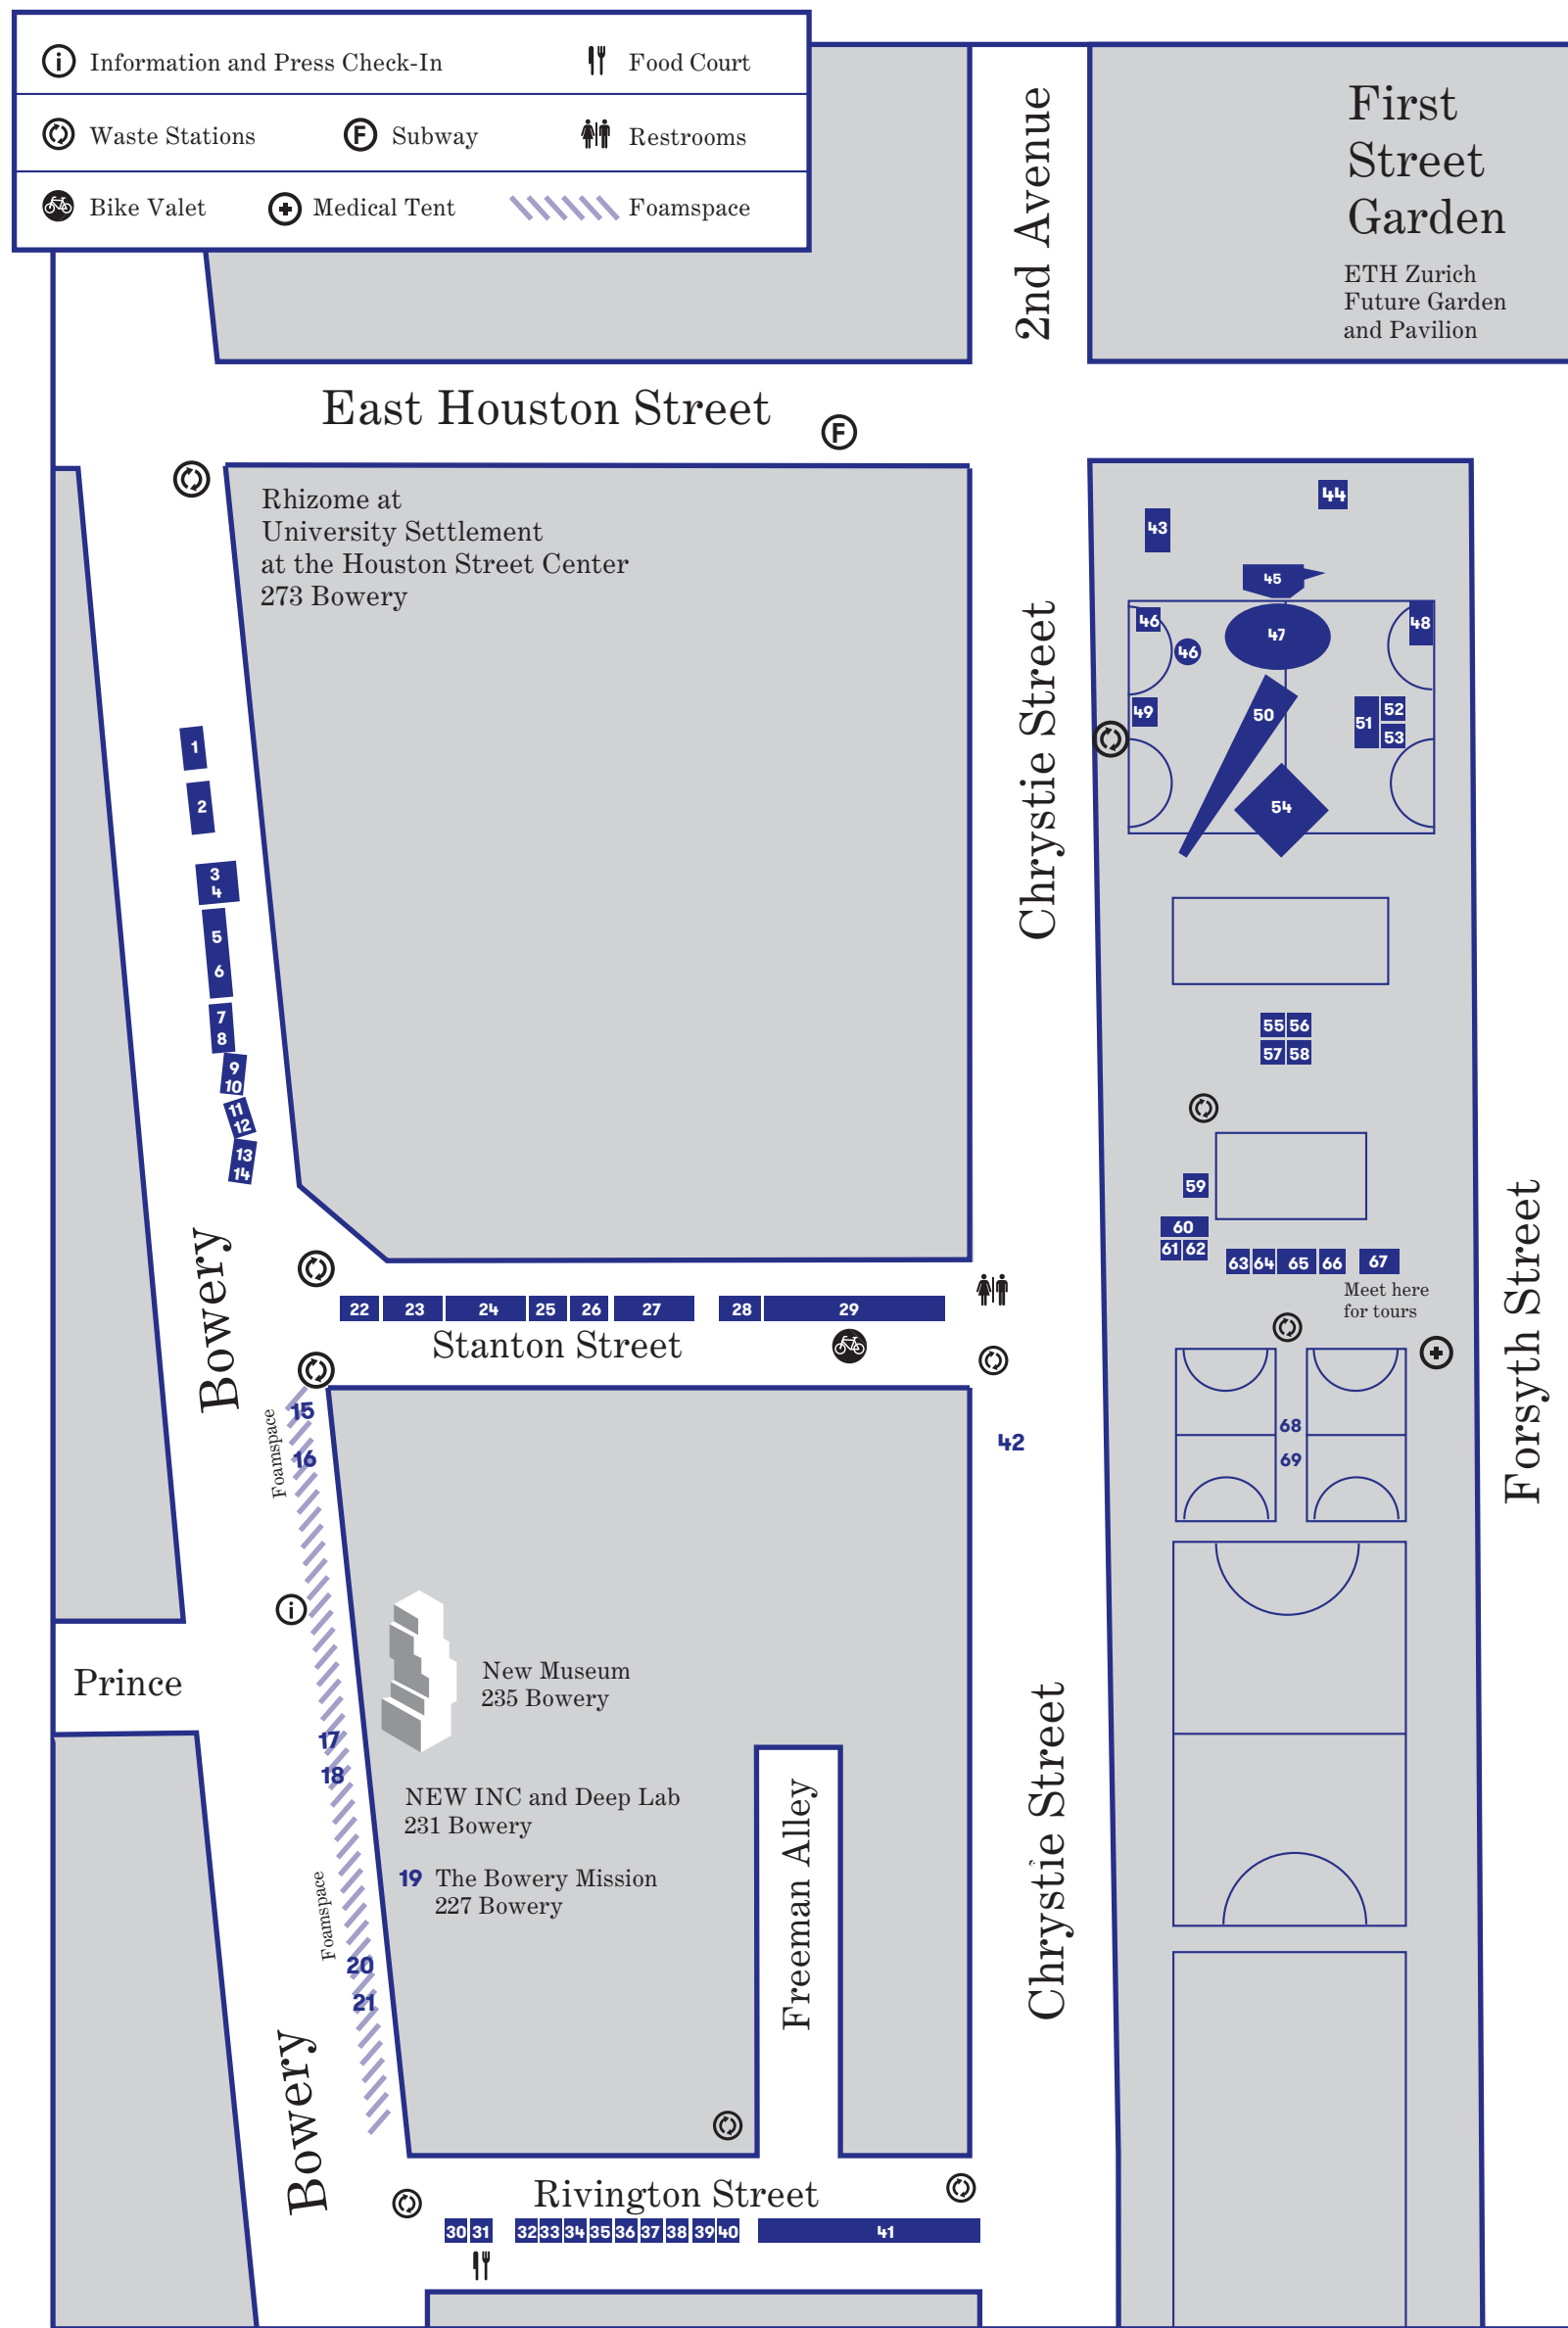 Information and Press Check-In
Food Court
Waste Stations
F
Subway
Restrooms
Bike Valet
Medical Tent
Foamspace
2nd Avenue
First
Street
Garden
ETH Zurich
Future Garden
and Pavilion
East Houston Street
F
Rhizome at
University Settlement
at the Houston Street Center
273 Bowery
1
2
3
4
5
6
7
8
9
10
11
12
13
14
Bowery
Chrystie Street
43
44
45
46
46
47
48
49
50
51
52
53
54
55
56
57
58
59
60
61
62
63
64
65
66
67
Meet here
for tours
Forsyth Street
22
23
24
25
26
27
28
29
Stanton Street
15
Foamspace
16
42
68
69
i
Prince
New Museum
235 Bowery
17
18
NEW INC and Deep Lab
231 Bowery
19 The Bowery Mission
227 Bowery
Foamspace
20
21
Freeman Alley
Chrystie Street
Bowery
Rivington Street
30
31
32
33
34
35
36
37
38
39
40
41